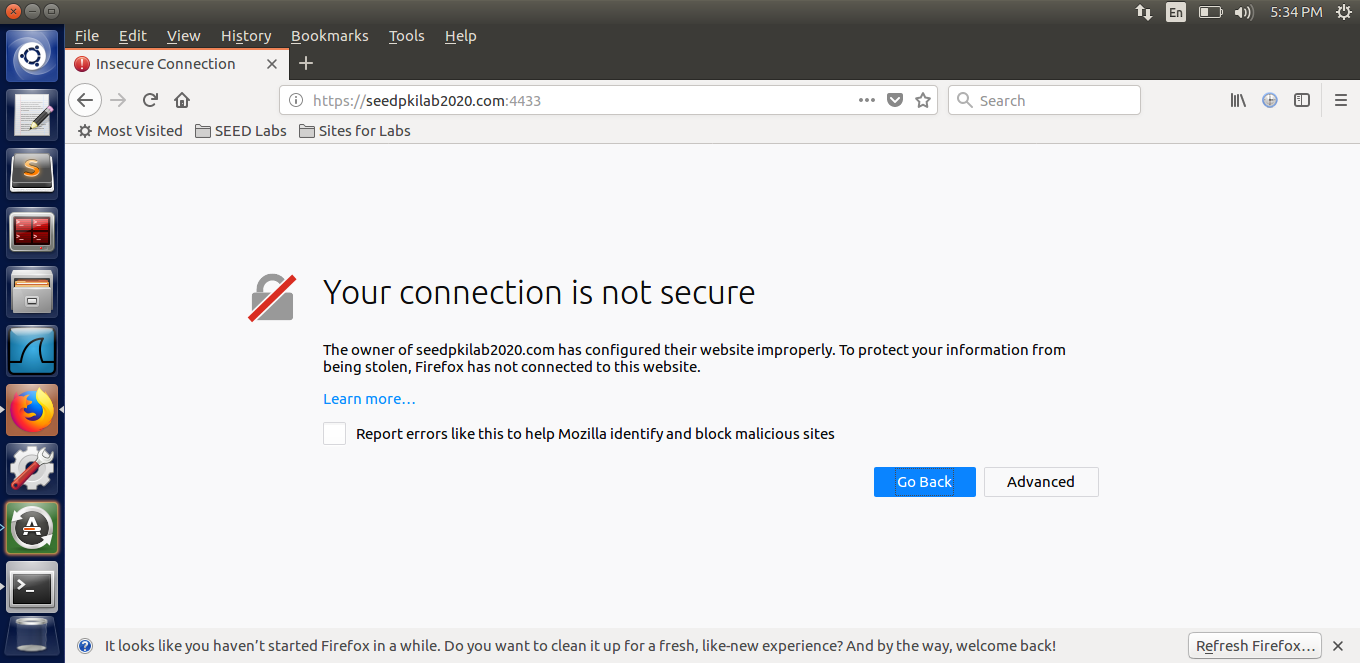 En 5:34 PM
File Edit View History Bookmarks Tools Help
Insecure Connection
https://seedpkilab2020.com:4433 Search
Most Visited SEED Labs Sites for Labs
Your connection is not secure
The owner of seedpkilab2020.com has configured their website improperly. To protect your information from
being stolen, Firefox has not connected to this website.
Learn more…
Report errors like this to help Mozilla identify and block malicious sites
Go Back Advanced
It looks like you haven’t started Firefox in a while. Do you want to clean it up for a fresh, like-new experience? And by the way, welcome back! Refresh Firefox…